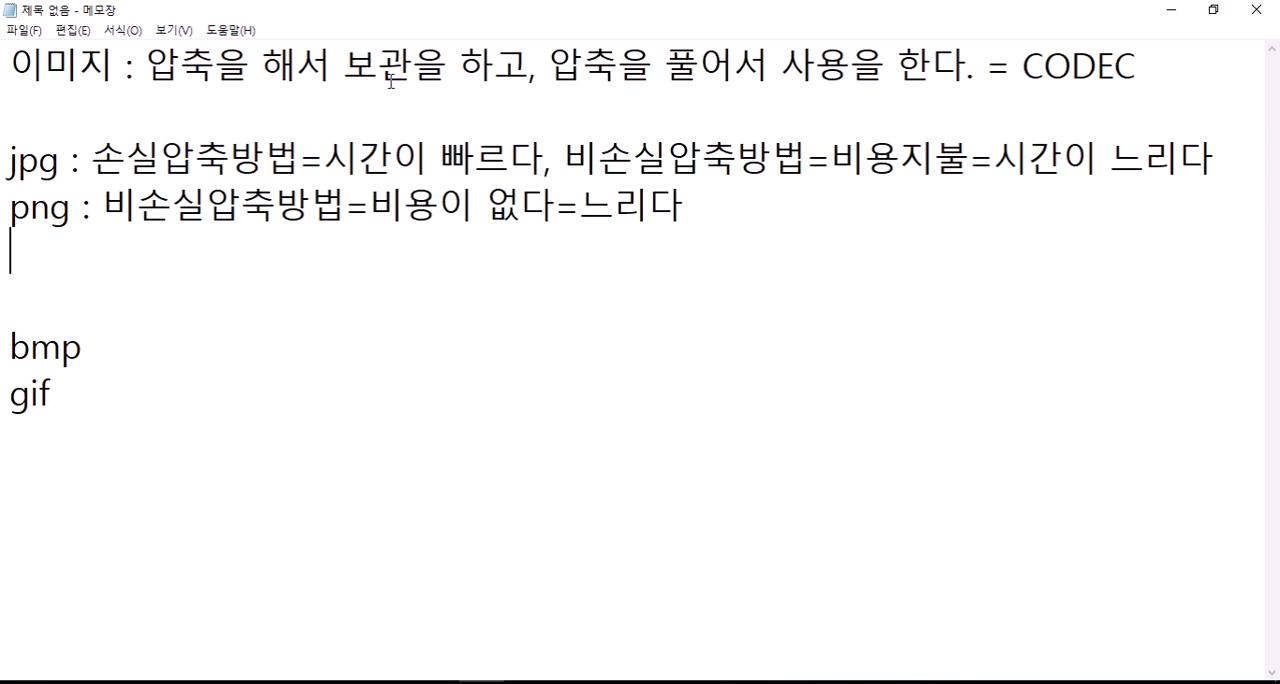 제목 없음 - 메모장
파일(F) 편집(E) 서식(O) 보기(V) 도움말(H)
이미지 : 압축을 해서 보관을 하고, 압축을 풀어서 사용을 한다. = CODEC
jpg : 손실압축방법=시간이 빠르다, 비손실압축방법=비용지불=시간이 느리다
png : 비손실압축방법=비용이 없다=느리다
bmp
gif